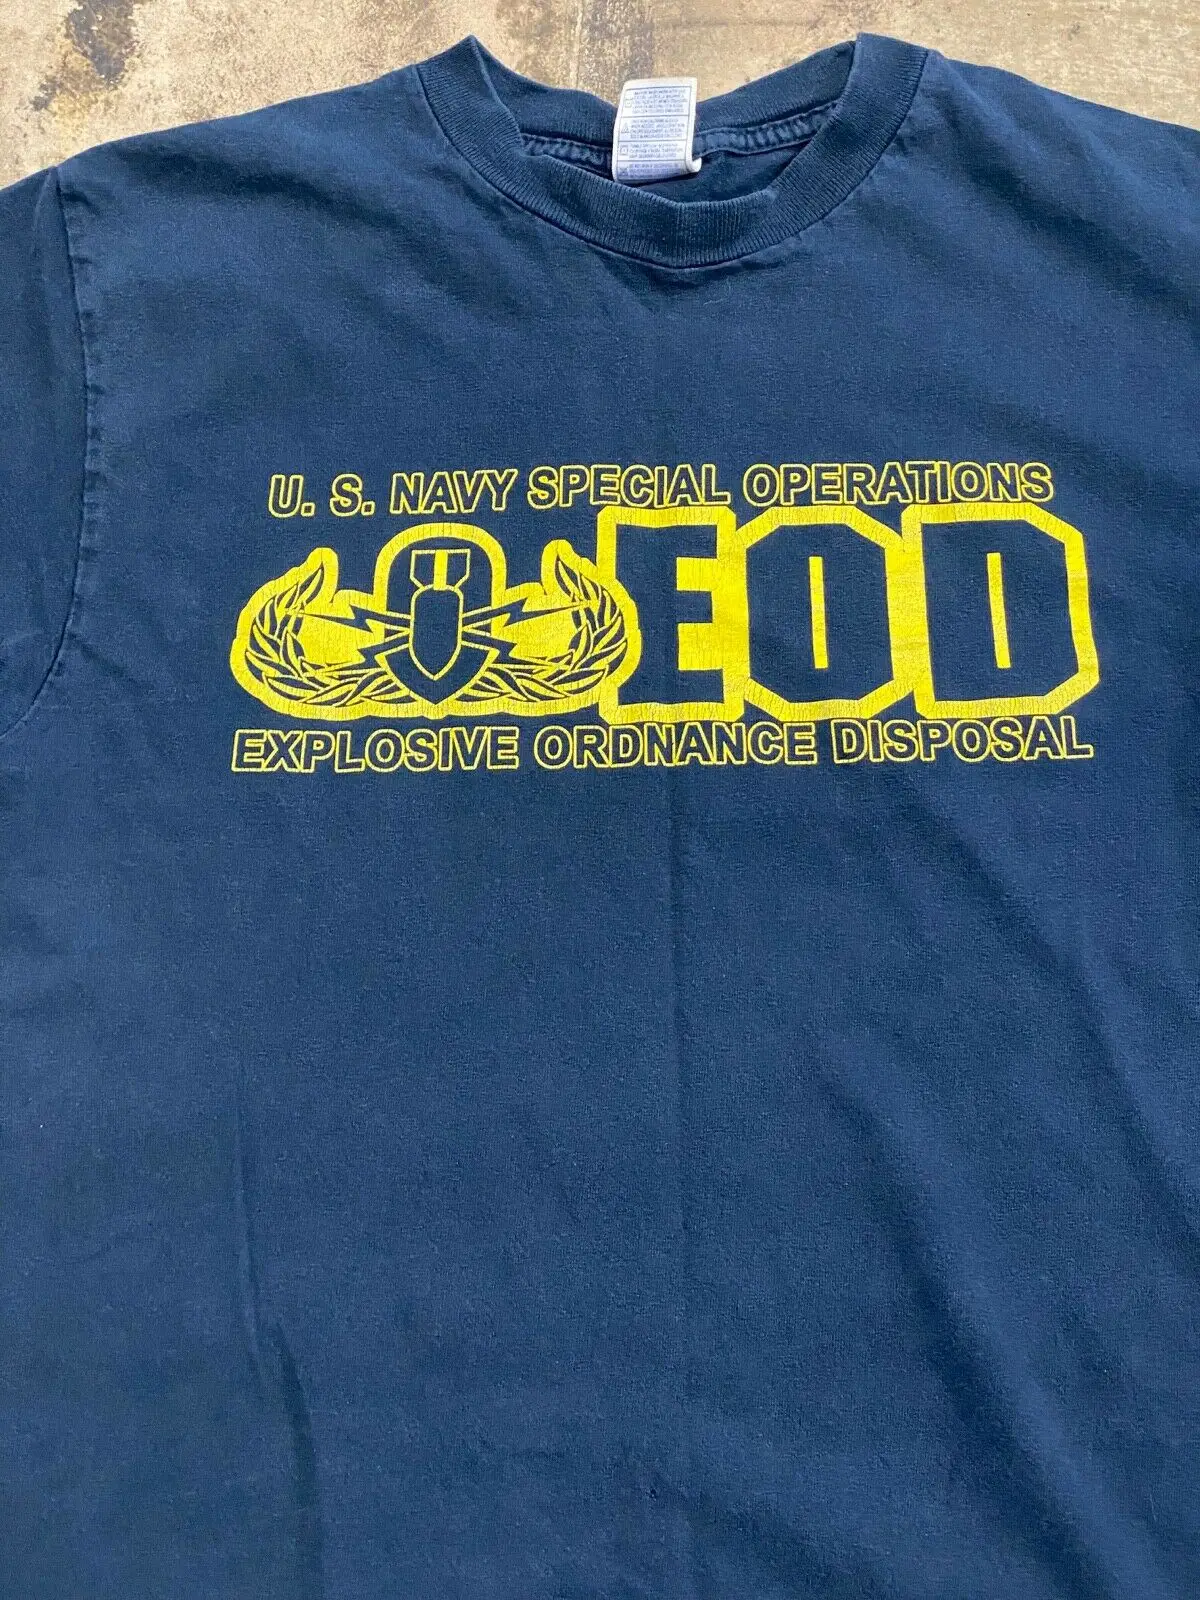 U. S. NAVY SPECIAL OPERATIONS
EOD
EXPLOSIVE ORDNANCE DISPOSAL